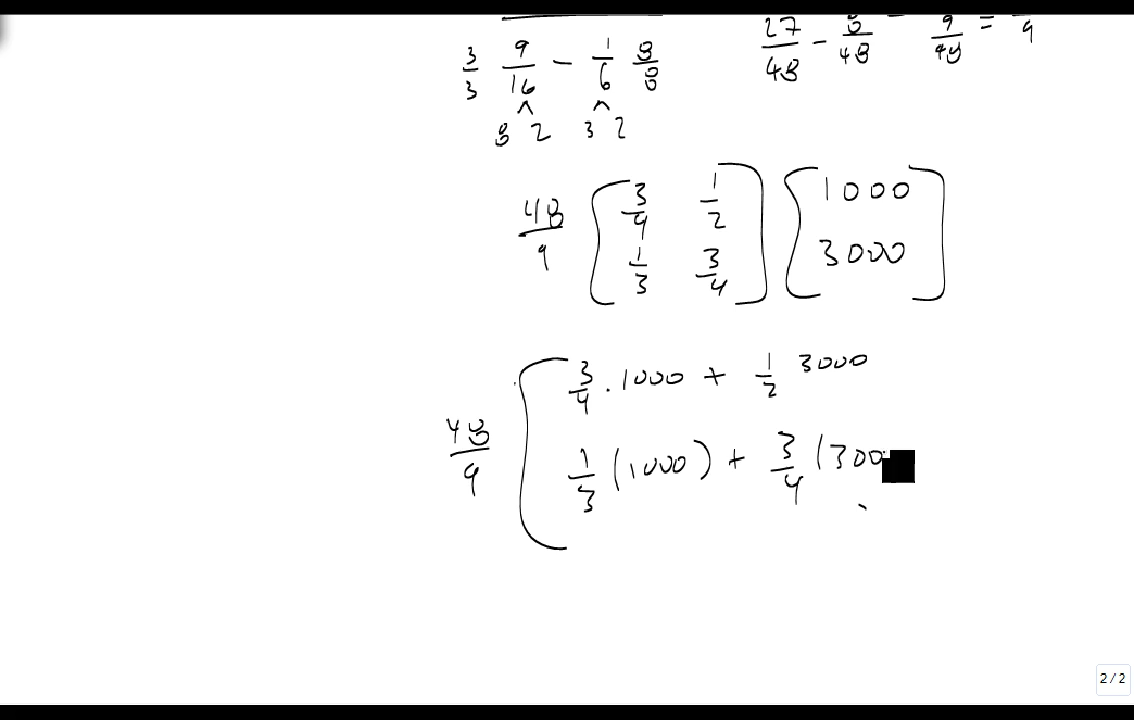 3/3 9/16 - 1/6 8/8
27/48 - 8/48 - 9/48 =
8 2 3 2
48/9 [3/4 1/2 1/3 3/4] [1000 3000]
48/9 [ 3/4 . 1000 + 1/2 3000
1/3 (1000) + 3/4 (300
2 / 2